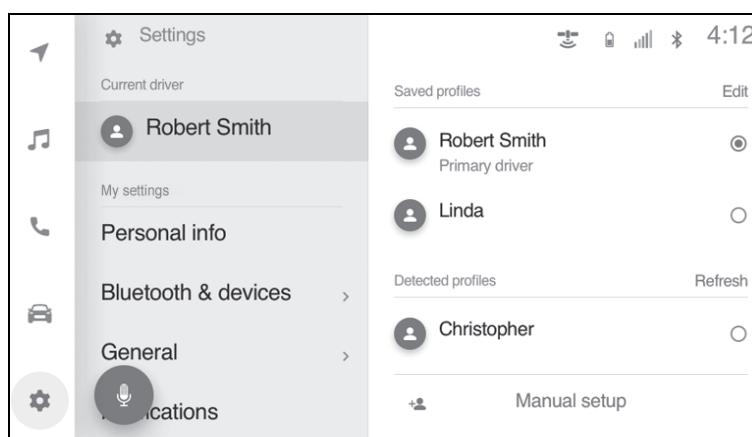 Settings
4:12
Current driver
Robert Smith
My settings
Personal info
Bluetooth & devices
General
Saved profiles
Edit
Robert Smith
Primary driver
Linda
Detected profiles
Refresh
Christopher
Manual setup